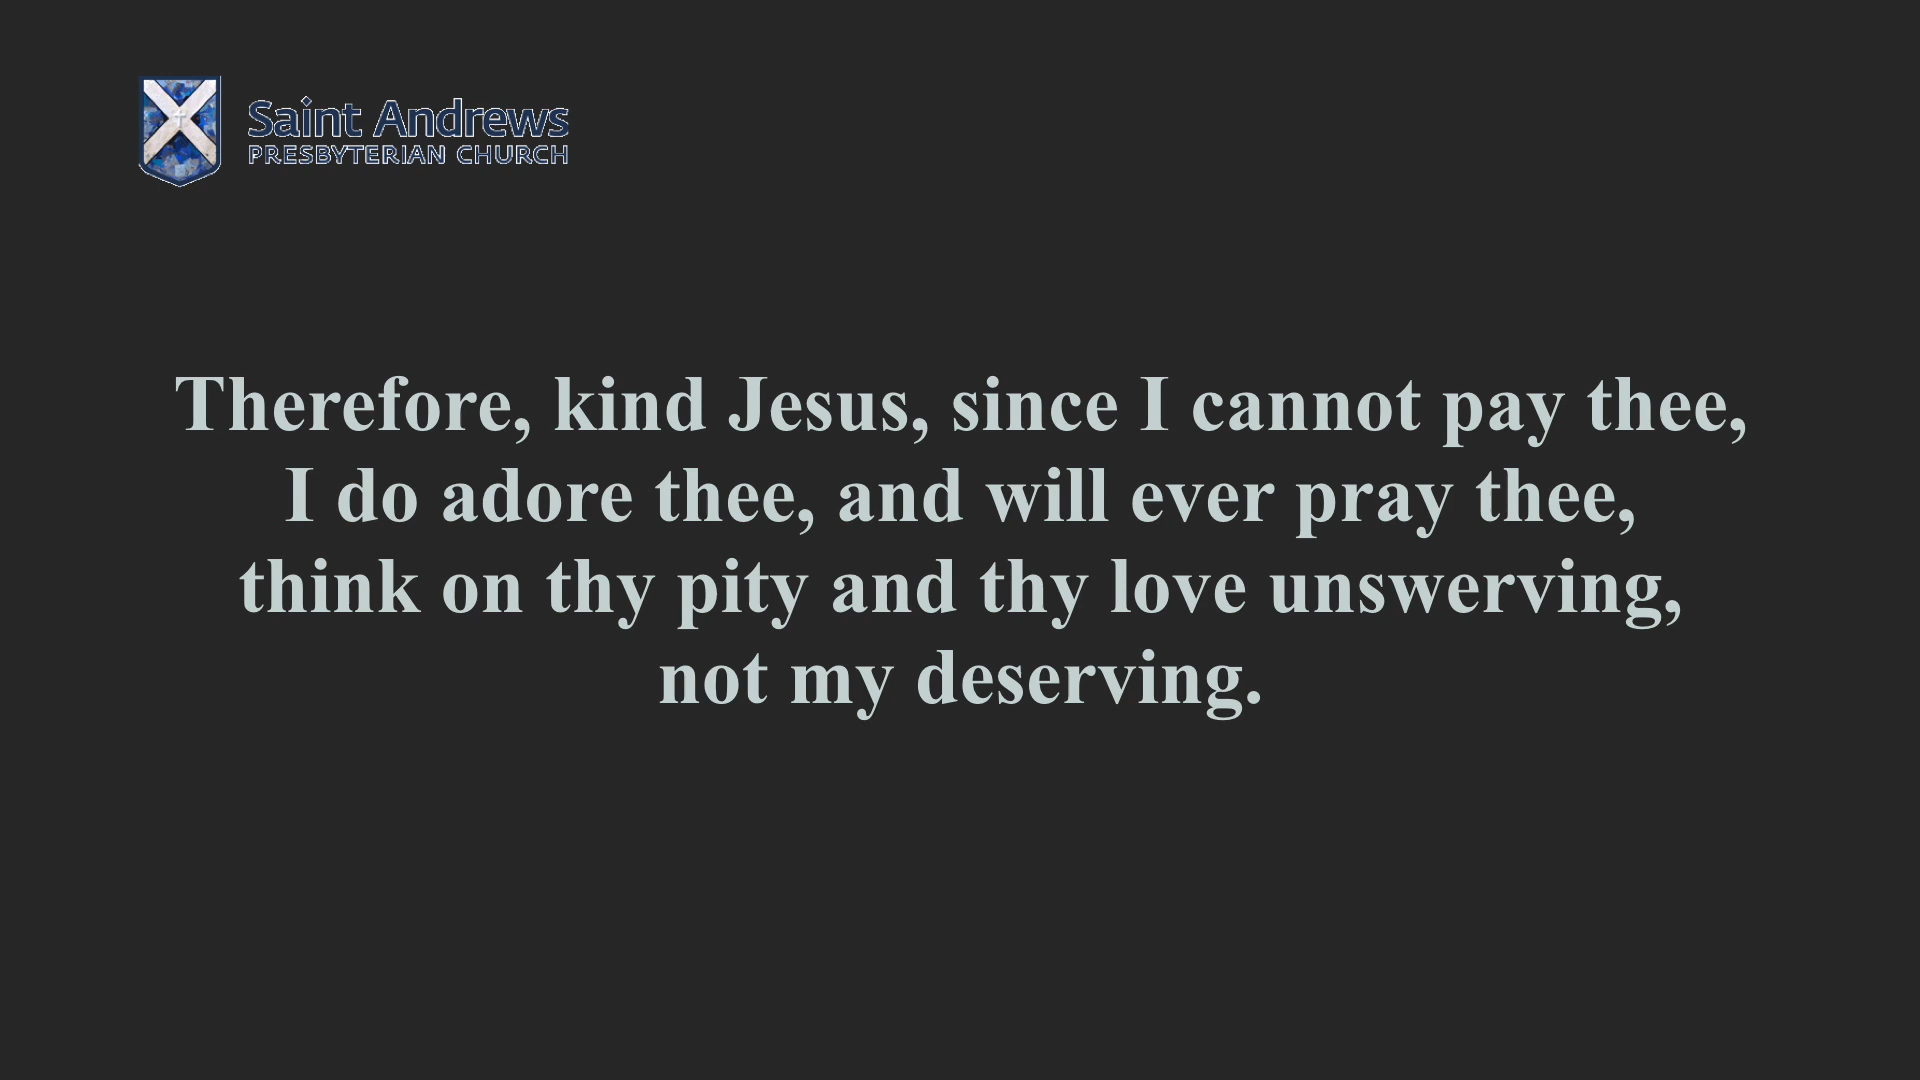 Saint Andrews
PRESBYTERIAN CHURCH
Therefore, kind Jesus, since I cannot pay thee,
I do adore thee, and will ever pray thee,
think on thy pity and thy love unswerving,
not my deserving.